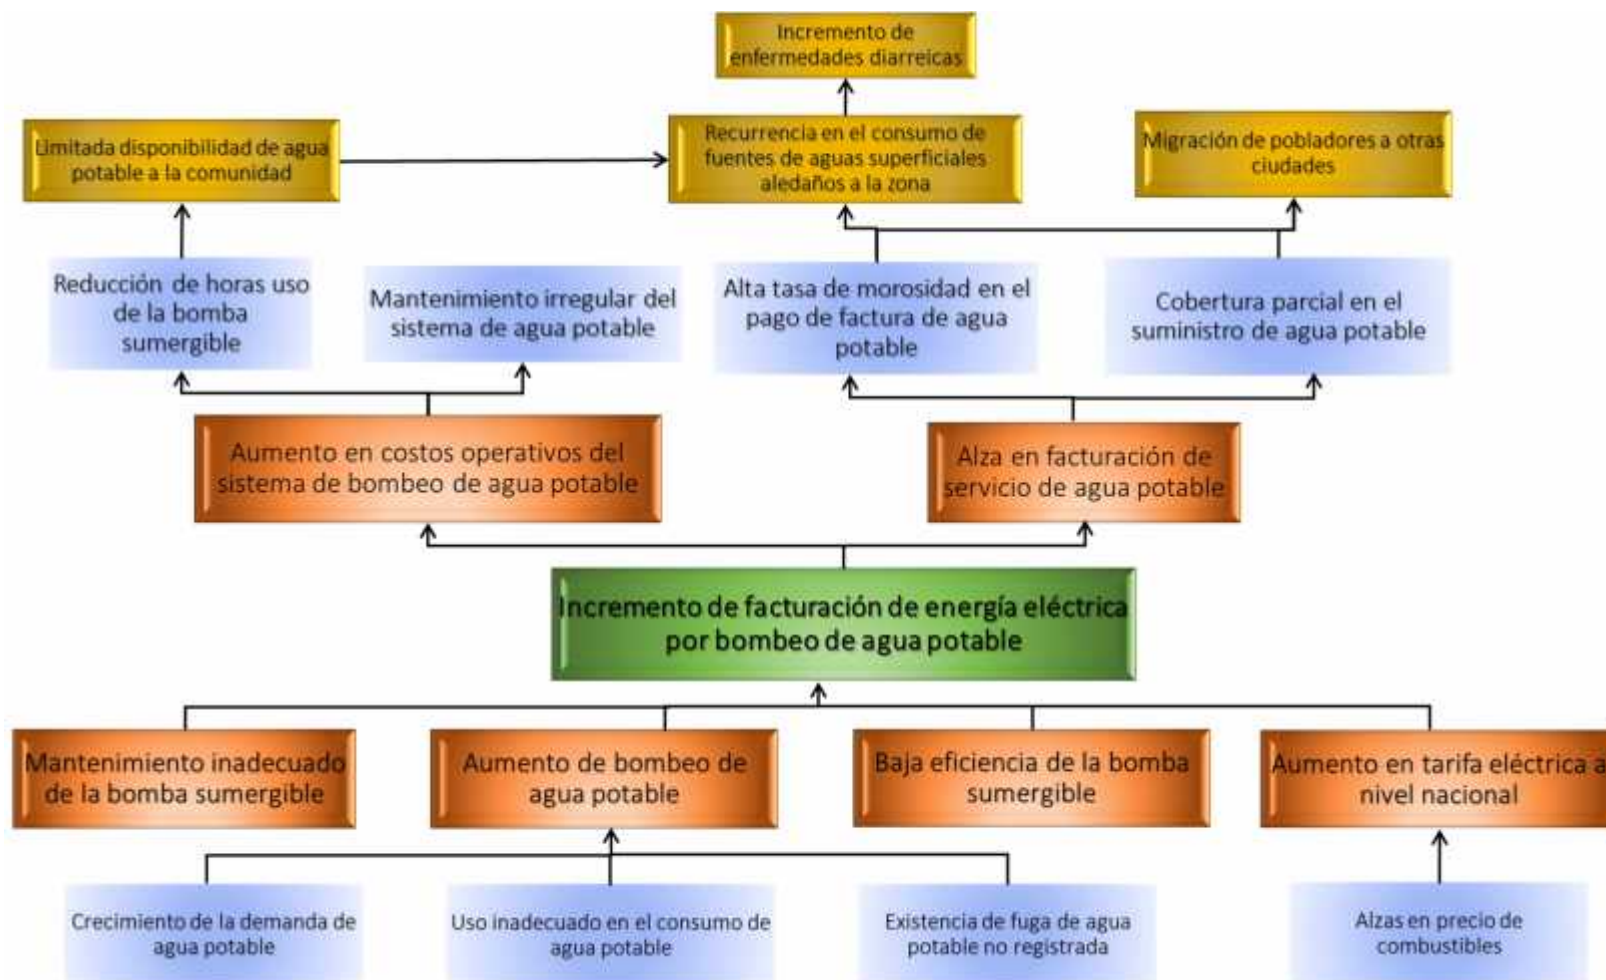 Incremento de
enfermedades diarreicas
Limitada disponibilidad de agua
potable a la comunidad
Recurrencia en el consumo de
fuentes de aguas superficiales
aledaños a la zona
Migración de pobladores a otras
ciudades
Reducción de horas uso
de la bomba
sumergible
Mantenimiento irregular del
sistema de agua potable
Alta tasa de morosidad en el
pago de factura de agua
potable
Cobertura parcial en el
suministro de agua potable
Aumento en costos operativos del
sistema de bombeo de agua potable
Alza en facturación de
servicio de agua potable
Incremento de facturación de energía eléctrica
por bombeo de agua potable
Mantenimiento inadecuado
de la bomba sumergible
Aumento de bombeo de
agua potable
Baja eficiencia de la bomba
sumergible
Aumento en tarifa eléctrica a
nivel nacional
Crecimiento de la demanda de
agua potable
Uso inadecuado en el consumo de
agua potable
Existencia de fuga de agua
potable no registrada
Alzas en precio de
combustibles